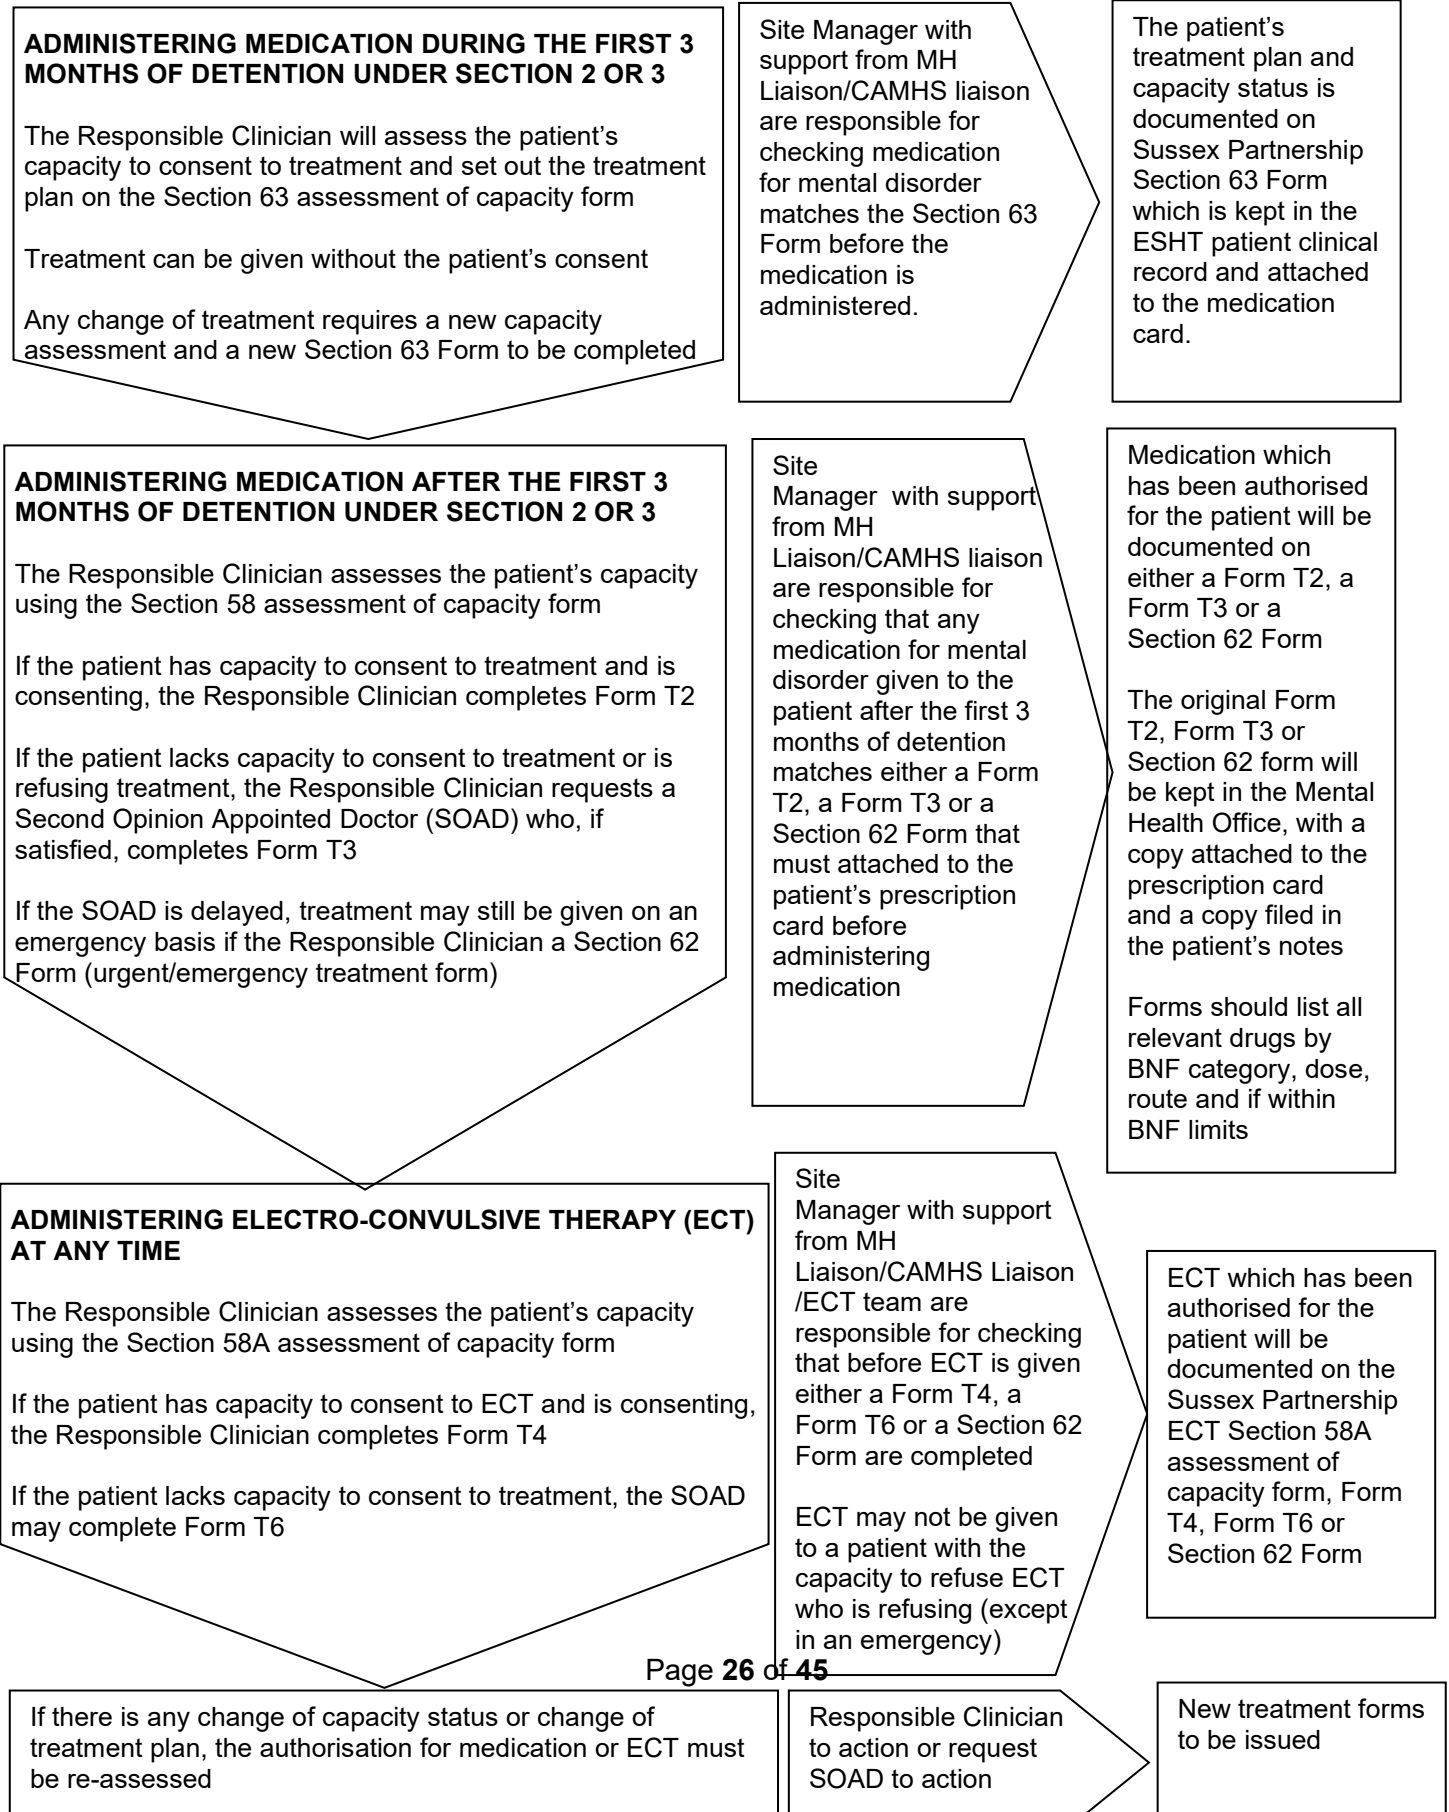 ADMINISTERING MEDICATION DURING THE FIRST 3
MONTHS OF DETENTION UNDER SECTION 2 OR 3
The Responsible Clinician will assess the patient’s
capacity to consent to treatment and set out the treatment
plan on the Section 63 assessment of capacity form
Treatment can be given without the patient’s consent
Any change of treatment requires a new capacity
assessment and a new Section 63 Form to be completed
Site Manager with
support from MH
Liaison/CAMHS liaison
are responsible for
checking medication
for mental disorder
matches the Section 63
Form before the
medication is
administered.
The patient’s
treatment plan and
capacity status is
documented on
Sussex Partnership
Section 63 Form
which is kept in the
ESHT patient clinical
record and attached
to the medication
card.
ADMINISTERING MEDICATION AFTER THE FIRST 3
MONTHS OF DETENTION UNDER SECTION 2 OR 3
The Responsible Clinician assesses the patient’s capacity
using the Section 58 assessment of capacity form
If the patient has capacity to consent to treatment and is
consenting, the Responsible Clinician completes Form T2
If the patient lacks capacity to consent to treatment or is
refusing treatment, the Responsible Clinician requests a
Second Opinion Appointed Doctor (SOAD) who, if
satisfied, completes Form T3
If the SOAD is delayed, treatment may still be given on an
emergency basis if the Responsible Clinician a Section 62
Form (urgent/emergency treatment form)
Site
Manager with support
from MH
Liaison/CAMHS liaison
are responsible for
checking that any
medication for mental
disorder given to the
patient after the first 3
months of detention
matches either a Form
T2, a Form T3 or a
Section 62 Form that
must attached to the
patient’s prescription
card before
administering
medication
Medication which
has been authorised
for the patient will be
documented on
either a Form T2, a
Form T3 or a
Section 62 Form
The original Form
T2, Form T3 or
Section 62 form will
be kept in the Mental
Health Office, with a
copy attached to the
prescription card
and a copy filed in
the patient’s notes
Forms should list all
relevant drugs by
BNF category, dose,
route and if within
BNF limits
ADMINISTERING ELECTRO-CONVULSIVE THERAPY (ECT)
AT ANY TIME
The Responsible Clinician assesses the patient’s capacity
using the Section 58A assessment of capacity form
If the patient has capacity to consent to ECT and is consenting,
the Responsible Clinician completes Form T4
If the patient lacks capacity to consent to treatment, the SOAD
may complete Form T6
Site
Manager with support
from MH
Liaison/CAMHS Liaison
/ECT team are
responsible for checking
that before ECT is given
either a Form T4, a
Form T6 or a Section 62
Form are completed
ECT may not be given
to a patient with the
capacity to refuse ECT
who is refusing (except
in an emergency)
ECT which has been
authorised for the
patient will be
documented on the
Sussex Partnership
ECT Section 58A
assessment of
capacity form, Form
T4, Form T6 or
Section 62 Form
Page 26 of 45
If there is any change of capacity status or change of
treatment plan, the authorisation for medication or ECT must
be re-assessed
Responsible Clinician
to action or request
SOAD to action
New treatment forms
to be issued